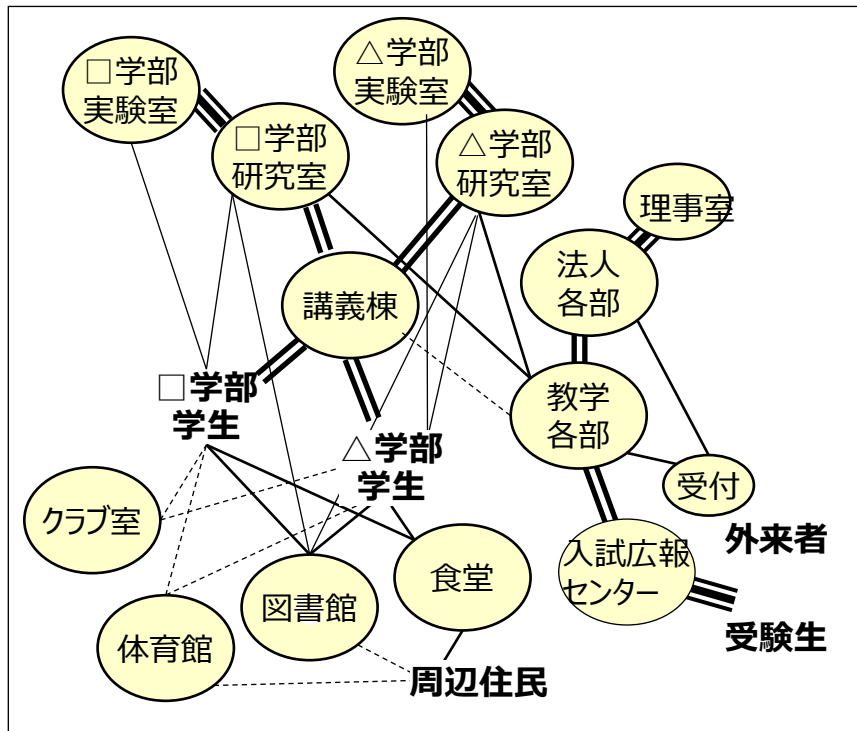 □学部
実験室
△学部
実験室
□学部
研究室
△学部
研究室
理事室
法人
各部
講義棟
□学部
学生
教学
各部
△学部
学生
受付
クラブ室
外来者
入試広報
センター
食堂
図書館
体育館
受験生
周辺住民